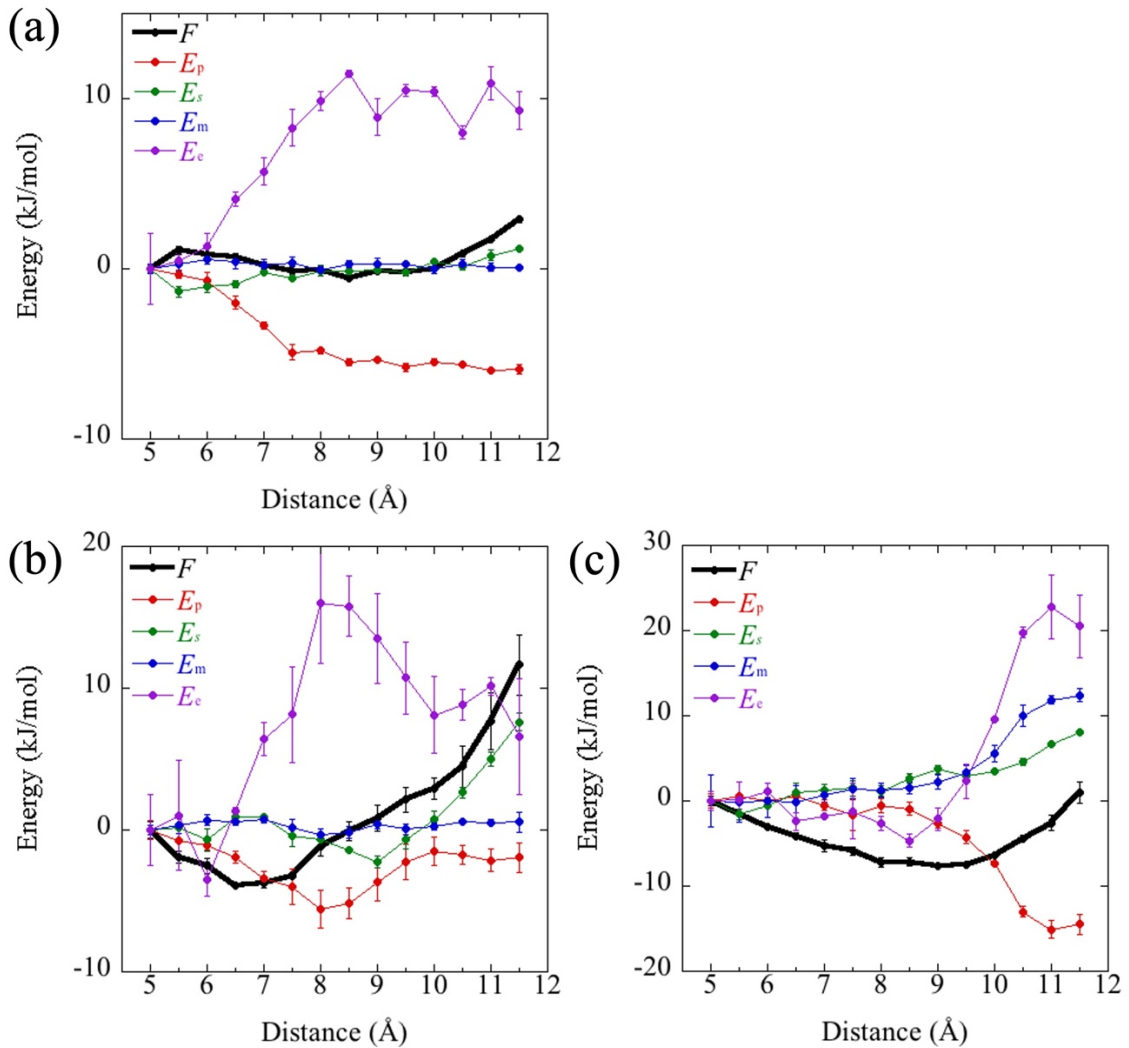 (a)
F
Ep
Es
Em
Ee
10
0
-10
Energy (kJ/mol)
5 6 7 8 9 10 11 12
Distance (Å)
(b)
20
10
0
-10
F
Ep
Es
Em
Ee
Energy (kJ/mol)
5 6 7 8 9 10 11 12
Distance (Å)
(c)
30
20
10
0
-10
-20
F
Ep
Es
Em
Ee
Energy (kJ/mol)
5 6 7 8 9 10 11 12
Distance (Å)